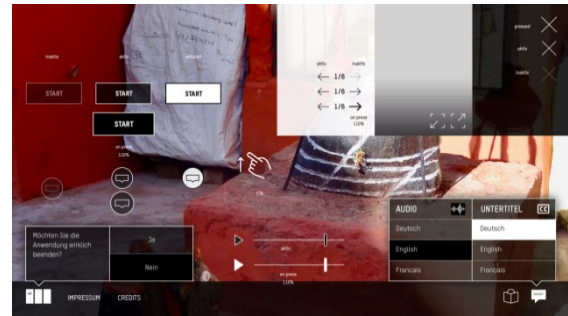 inaktiv
aktiv
START
START
START
START
on press
110%
aktiv
inaktiv
← 1/6 →
← 1/6 →
← 1/6 →
on press
110%
pressed
aktiv
inaktiv
Möchten Sie die
Anwendung wirklich
beenden?
Ja
Nein
aktiv
on press
110%
AUDIO
Deutsch
English
Francais
UNTERTITEL
CC
Deutsch
English
Francais
IMPRESSUM
CREDITS